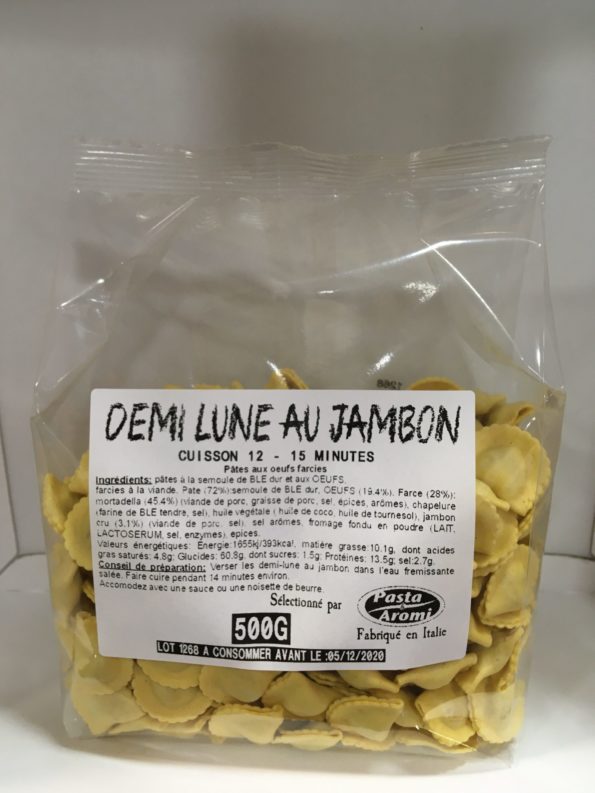 DEMI LUNE AU JAMBON
CUISSON 12 - 15 MINUTES
Pâtes aux oeufs farcies
Ingrédients: pâtes à la semoule de BLE dur et aux OEUFS,
farcies à la viande. Pate (72%):semoule de BLE dur, OEUFS (19.4%). Farce (28%):
mortadella (45.4%) (viande de porc, graisse de porc, sel, épices, arômes), chapelure
(farine de BLE tendre, sel), huile végétale ( huile de coco, huile de tournesol), jambon
cru (3,1%) (viande de porc, sel), sel arômes, fromage fondu en poudre (LAIT,
LACTOSERUM, sel, enzymes), épices.
Valeurs énergétiques: Énergie:1655kj/393kcal, matière grasse:10.1g, dont acides
gras saturés: 4.8g: Glucides: 60.8g, dont sucres: 1.5g Protéines: 13.5g; sel:2.7g.
Conseil de préparation: Verser les demi-lune au jambon dans l'eau fremissante
salée. Faire cuire pendant 14 minutes environ.
Accomodez avec une sauce ou une noisette de beurre.
Sélectionné par
Pasta
Aromi
500G
Fabriqué en Italie
LOT 1268 A CONSOMMER AVANT LE :05/12/2020
1268